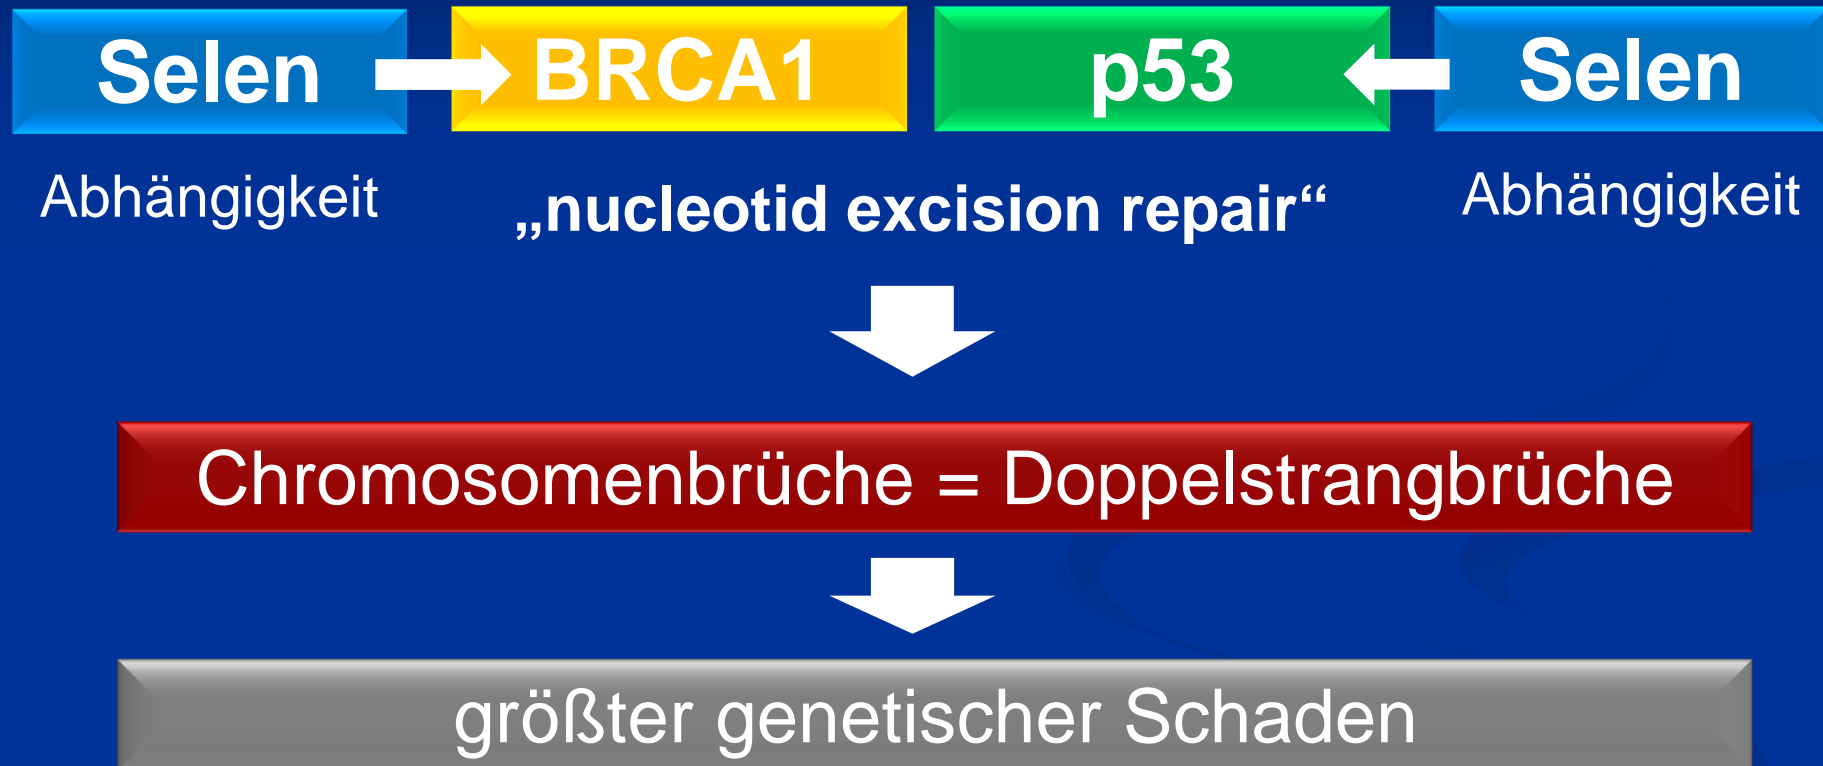 Selen BRCA1 p53 Selen
Abhängigkeit „nucleotid excision repair“ Abhängigkeit
Chromosomenbrüche = Doppelstrangbrüche
größter genetischer Schaden